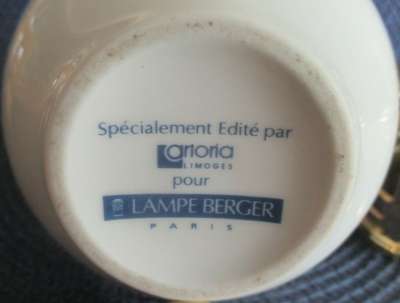 Spécialement Edité par
artoria
LIMOGES
pour
LAMPE BERGER
PARIS